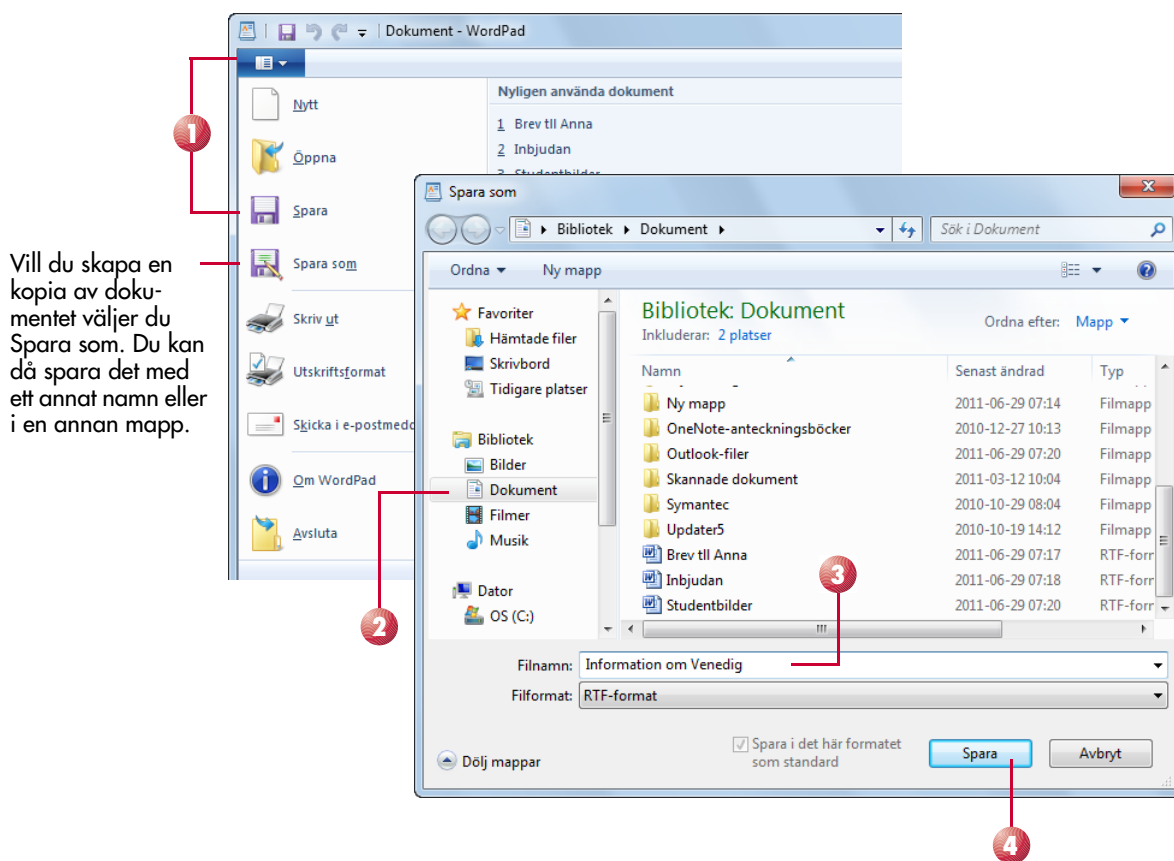 Dokument - WordPad
Nytt
Öppna
Spara
Spara som
Skriv ut
Utskriftsformat
Skicka i e-postmedd
Om WordPad
Avsluta
Nyligen använda dokument
1 Brev tll Anna
2 Inbjudan
3 Studentbilder
1
Vill du skapa en
kopia av doku-
mentet väljer du
Spara som. Du kan
då spara det med
ett annat namn eller
i en annan mapp.
Spara som
Bibliotek Dokument
Sök i Dokument
Ordna Ny mapp
Favoriter
Hämtade filer
Skrivbord
Tidigare platser
Bibliotek
Bilder
Dokument
Filmer
Musik
Dator
OS (C:)
2
Bibliotek: Dokument
Inkluderar: 2 platser
Ordna efter: Mapp
Namn Senast ändrad Typ
Ny mapp 2011-06-29 07:14 Filmapp
OneNote-anteckningsböcker 2010-12-27 10:13 Filmapp
Outlook-filer 2011-06-29 07:20 Filmapp
Skannade dokument 2011-03-12 10:04 Filmapp
Symantec 2010-10-29 08:04 Filmapp
Updater5 2010-10-19 14:12 Filmapp
Brev tll Anna 2011-06-29 07:17 RTF-forr
Inbjudan 2011-06-29 07:18 RTF-forr
Studentbilder 2011-06-29 07:20 RTF-forr
3
Filnamn: Information om Venedig
Filformat: RTF-format
Spara i det här formatet
som standard
Dölj mappar
Spara
Avbryt
4